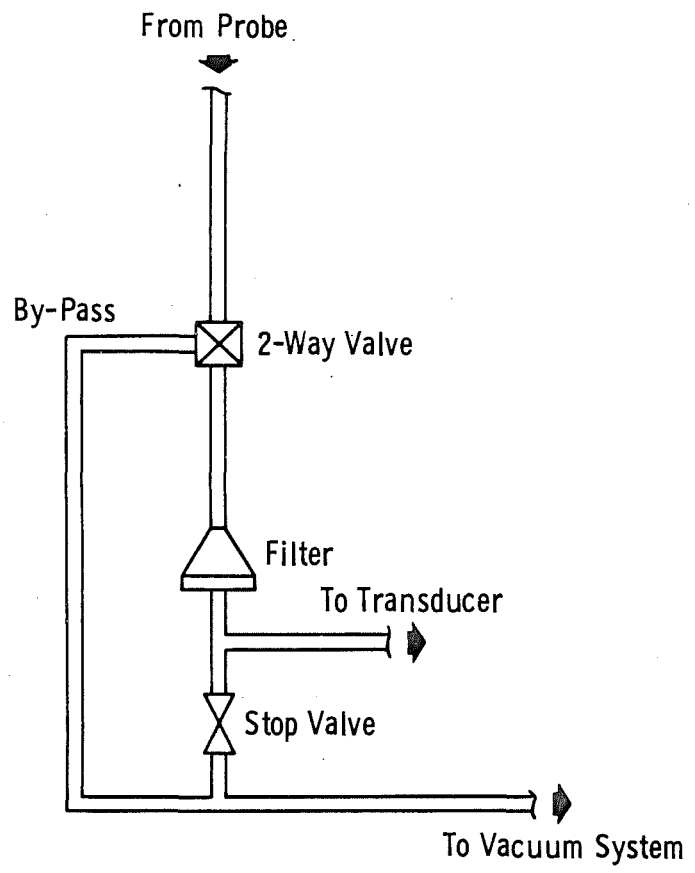 From Probe
By-Pass
2-Way Valve
Filter
To Transducer
Stop Valve
To Vacuum System